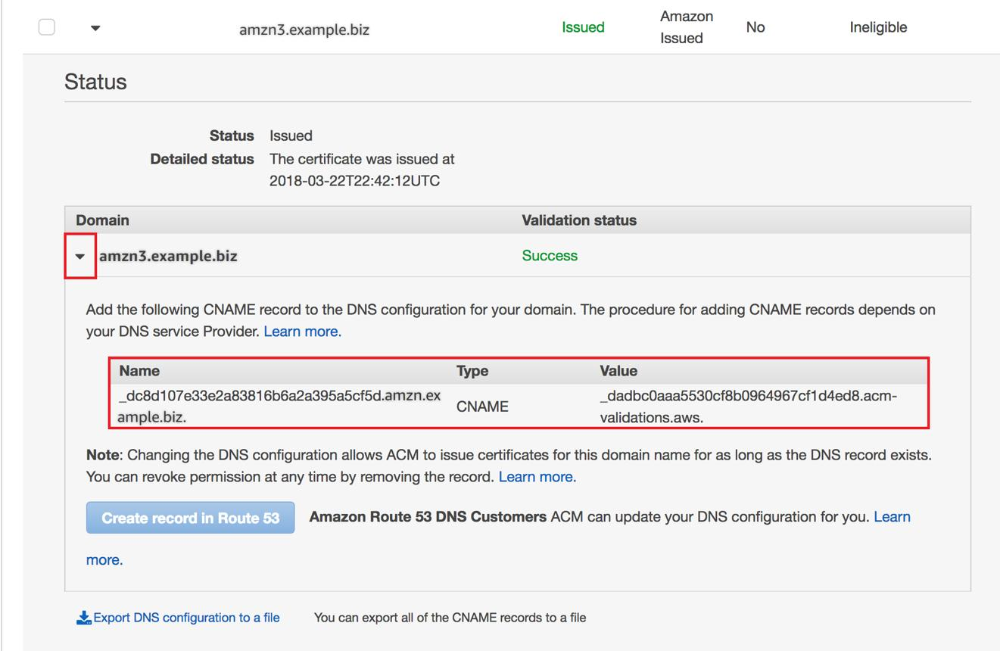 amzn3.example.biz Issued Amazon Issued No Ineligible
Status
Status Issued
Detailed status The certificate was issued at
2018-03-22T22:42:12UTC
Domain Validation status
amzn3.example.biz Success
Add the following CNAME record to the DNS configuration for your domain. The procedure for adding CNAME records depends on
your DNS service Provider. Learn more.
Name Type Value
_dc8d107e33e2a83816b6a2a395a5cf5d.amzn.ex CNAME _dadbc0aaa5530cf8b0964967cf1d4ed8.acm-
ample.biz. validations.aws.
Note: Changing the DNS configuration allows ACM to issue certificates for this domain name for as long as the DNS record exists.
You can revoke permission at any time by removing the record. Learn more.
Create record in Route 53 Amazon Route 53 DNS Customers ACM can update your DNS configuration for you. Learn
more.
Export DNS configuration to a file You can export all of the CNAME records to a file